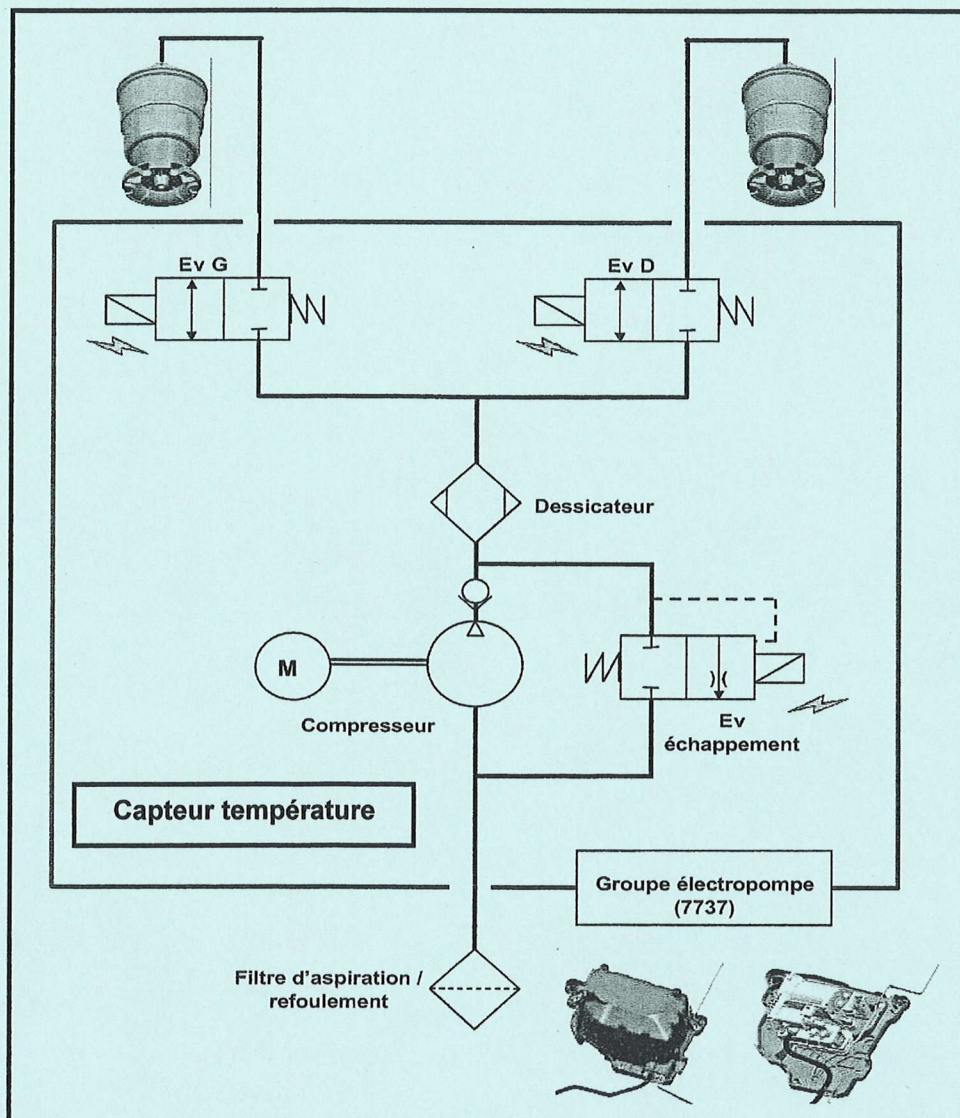 Ev G
Ev D
Dessicateur
M
Compresseur
Ev
échappement
Capteur température
Groupe électropompe
(7737)
Filtre d'aspiration /
refoulement